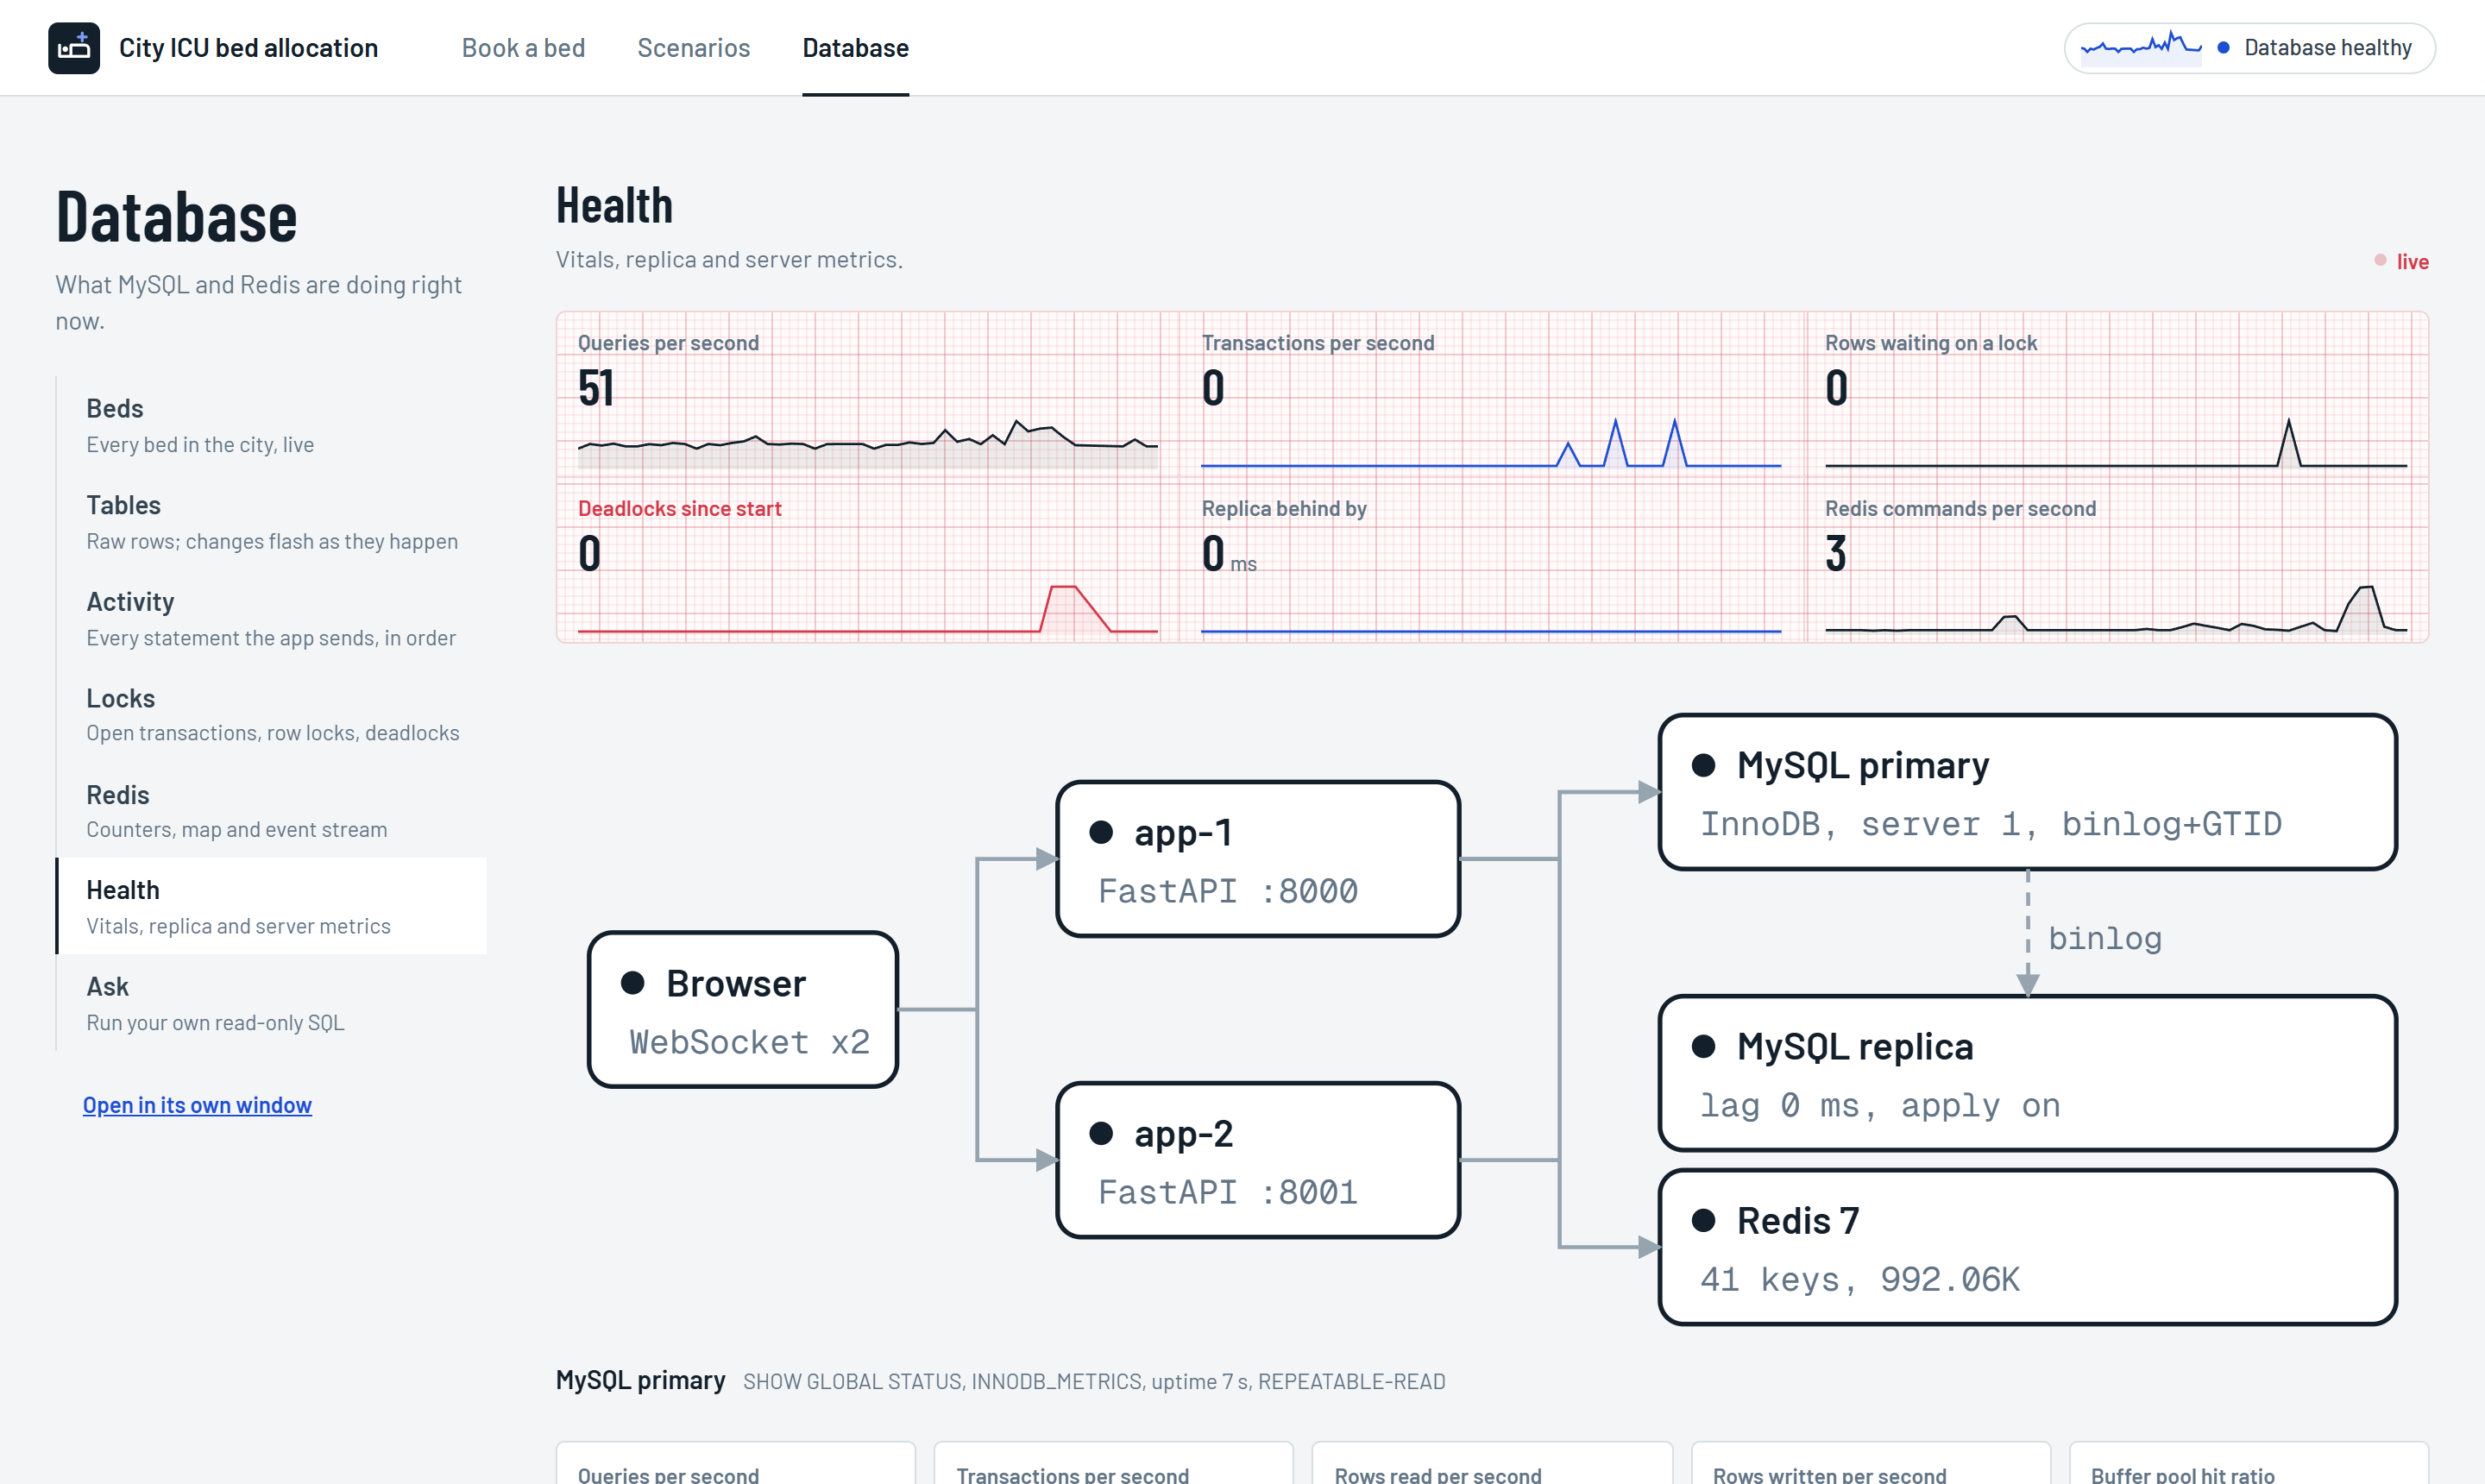 City ICU bed allocation
Book a bed
Scenarios
Database
Database healthy
Database
What MySQL and Redis are doing right
now.
Beds
Every bed in the city, live
Tables
Raw rows; changes flash as they happen
Activity
Every statement the app sends, in order
Locks
Open transactions, row locks, deadlocks
Redis
Counters, map and event stream
Health
Vitals, replica and server metrics
Ask
Run your own read-only SQL
Open in its own window
Health
Vitals, replica and server metrics.
live
Queries per second
51
Transactions per second
0
Rows waiting on a lock
0
Deadlocks since start
0
Replica behind by
0 ms
Redis commands per second
3
Browser
WebSocket x2
app-1
FastAPI :8000
app-2
FastAPI :8001
MySQL primary
InnoDB, server 1, binlog+GTID
binlog
MySQL replica
lag 0 ms, apply on
Redis 7
41 keys, 992.06K
MySQL primary SHOW GLOBAL STATUS, INNODB_METRICS, uptime 7 s, REPEATABLE-READ
Queries per second
Transactions per second
Rows read per second
Rows written per second
Buffer pool hit ratio